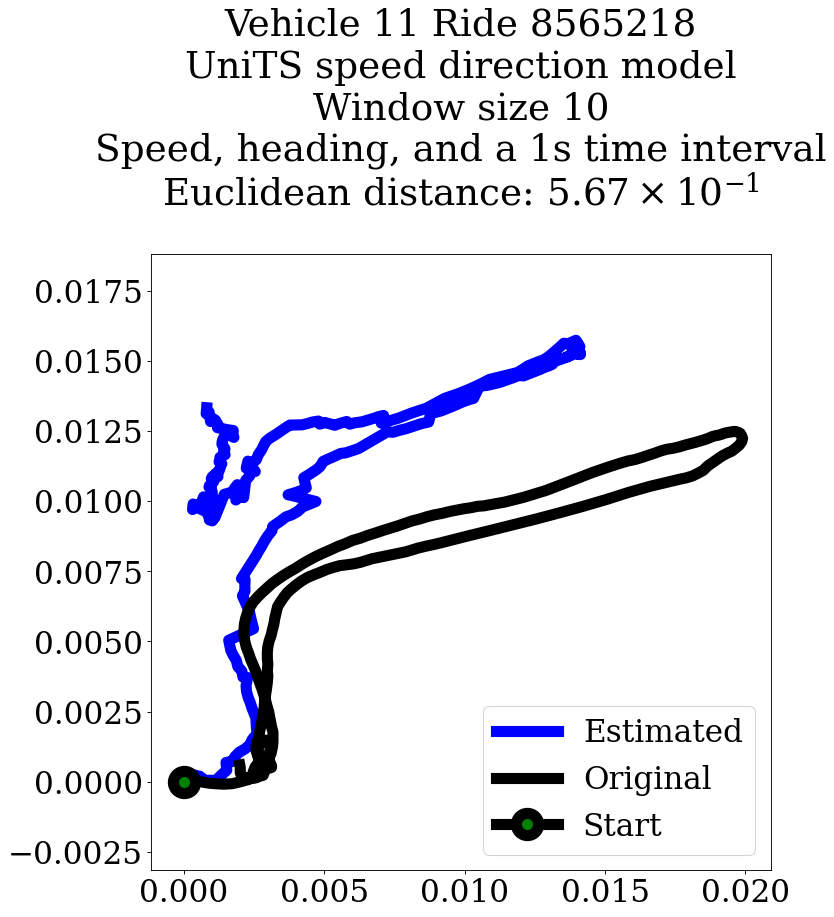 Vehicle 11 Ride 8565218
UniTS speed direction model
Window size 10
Speed, heading, and a 1s time interval
Euclidean distance: 5.67 × 10⁻¹
0.0175
0.0150
0.0125
0.0100
0.0075
0.0050
0.0025
0.0000
−0.0025
Estimated
Original
Start
0.000 0.005 0.010 0.015 0.020